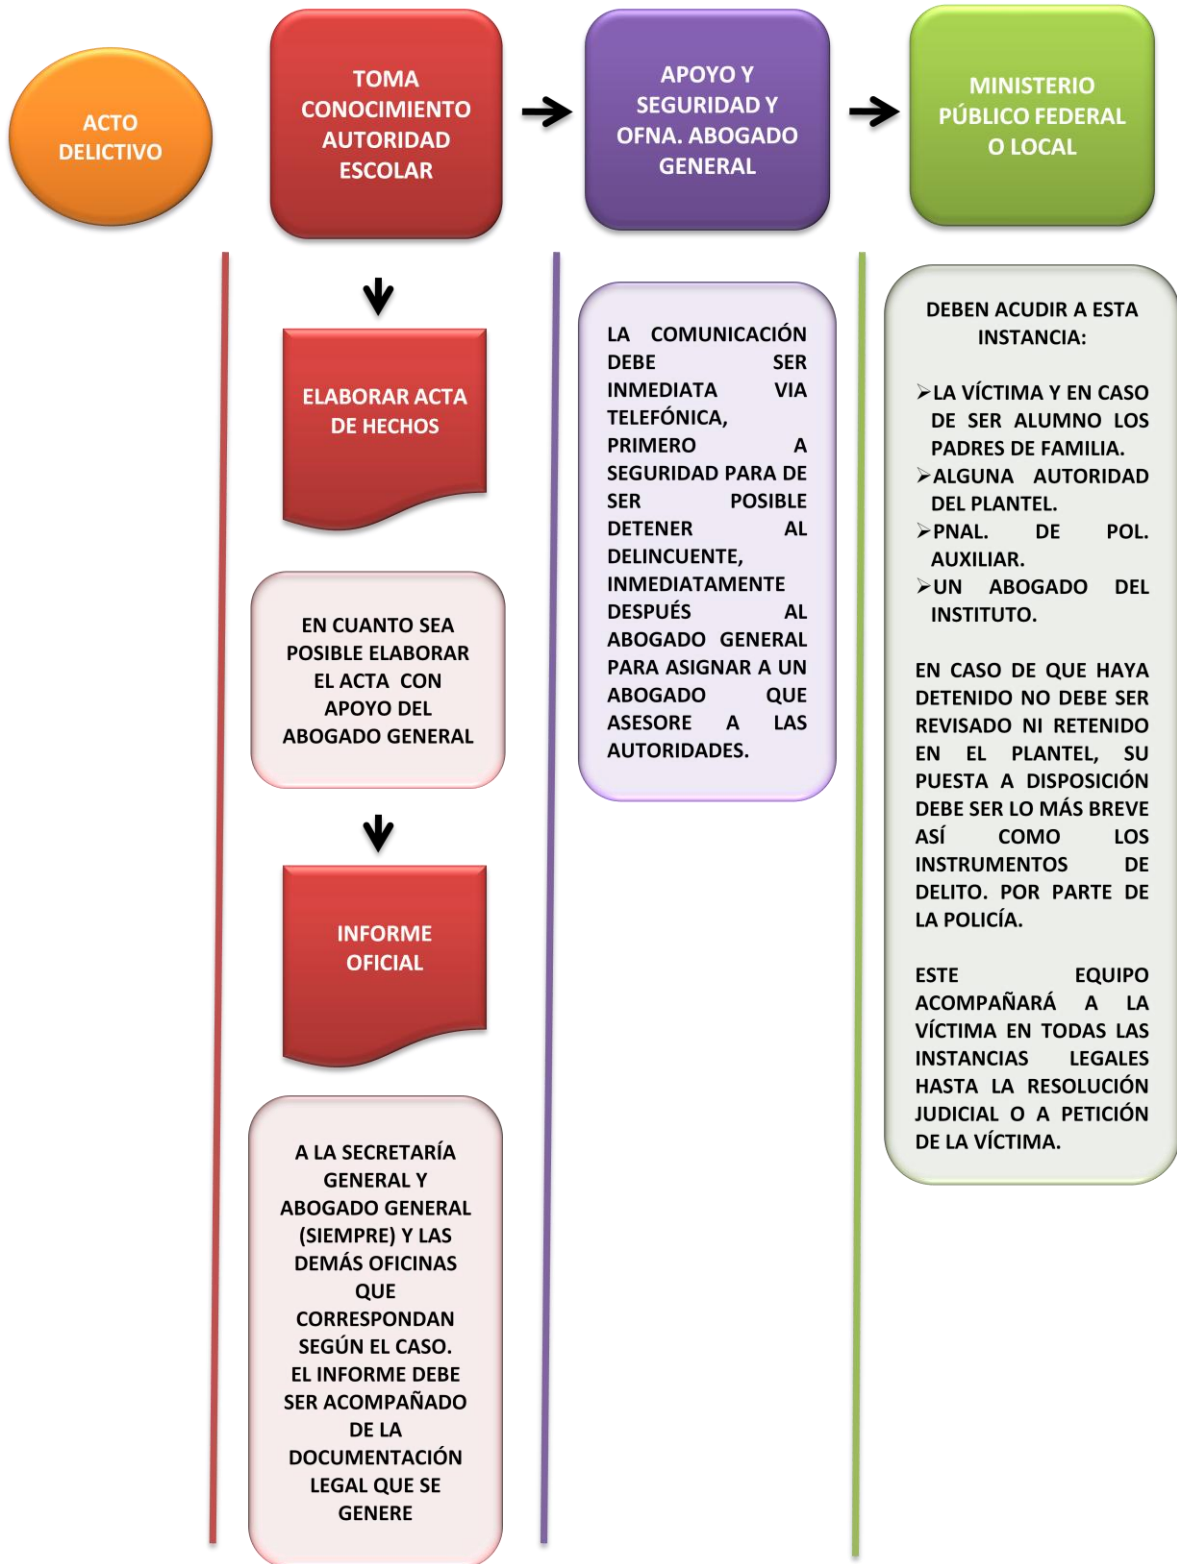 ACTO
DELICTIVO
TOMA
CONOCIMIENTO
AUTORIDAD
ESCOLAR
APOYO Y
SEGURIDAD Y
OFNA. ABOGADO
GENERAL
MINISTERIO
PÚBLICO FEDERAL
O LOCAL
ELABORAR ACTA
DE HECHOS
EN CUANTO SEA
POSIBLE ELABORAR
EL ACTA CON
APOYO DEL
ABOGADO GENERAL
INFORME
OFICIAL
A LA SECRETARÍA
GENERAL Y
ABOGADO GENERAL
(SIEMPRE) Y LAS
DEMÁS OFICINAS
QUE
CORRESPONDAN
SEGÚN EL CASO.
EL INFORME DEBE
SER ACOMPAÑADO
DE LA
DOCUMENTACIÓN
LEGAL QUE SE
GENERE
LA COMUNICACIÓN
DEBE SER
INMEDIATA VIA
TELEFÓNICA,
PRIMERO A
SEGURIDAD PARA DE
SER POSIBLE
DETENER AL
DELINCUENTE,
INMEDIATAMENTE
DESPUÉS AL
ABOGADO GENERAL
PARA ASIGNAR A UN
ABOGADO QUE
ASESORE A LAS
AUTORIDADES.
DEBEN ACUDIR A ESTA
INSTANCIA:
➢LA VÍCTIMA Y EN CASO
DE SER ALUMNO LOS
PADRES DE FAMILIA.
➢ALGUNA AUTORIDAD
DEL PLANTEL.
➢PNAL. DE POL.
AUXILIAR.
➢UN ABOGADO DEL
INSTITUTO.
EN CASO DE QUE HAYA
DETENIDO NO DEBE SER
REVISADO NI RETENIDO
EN EL PLANTEL, SU
PUESTA A DISPOSICIÓN
DEBE SER LO MÁS BREVE
ASÍ COMO LOS
INSTRUMENTOS DE
DELITO. POR PARTE DE
LA POLICÍA.
ESTE EQUIPO
ACOMPAÑARÁ A LA
VÍCTIMA EN TODAS LAS
INSTANCIAS LEGALES
HASTA LA RESOLUCIÓN
JUDICIAL O A PETICIÓN
DE LA VÍCTIMA.